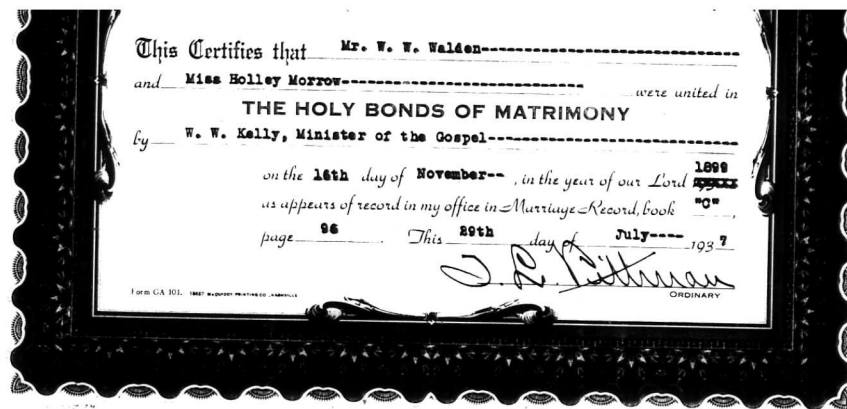 This Certifies that Mr. W. W. Walden
and Miss Holley Morrow were united in
THE HOLY BONDS OF MATRIMONY
by W. W. Kelly, Minister of the Gospel
on the 16th day of November--, in the year of our Lord 1899
as appears of record in my office in Marriage Record, book "C",
page 96. This 29th day of July---- 1937
ORDINARY
Form GA 101.